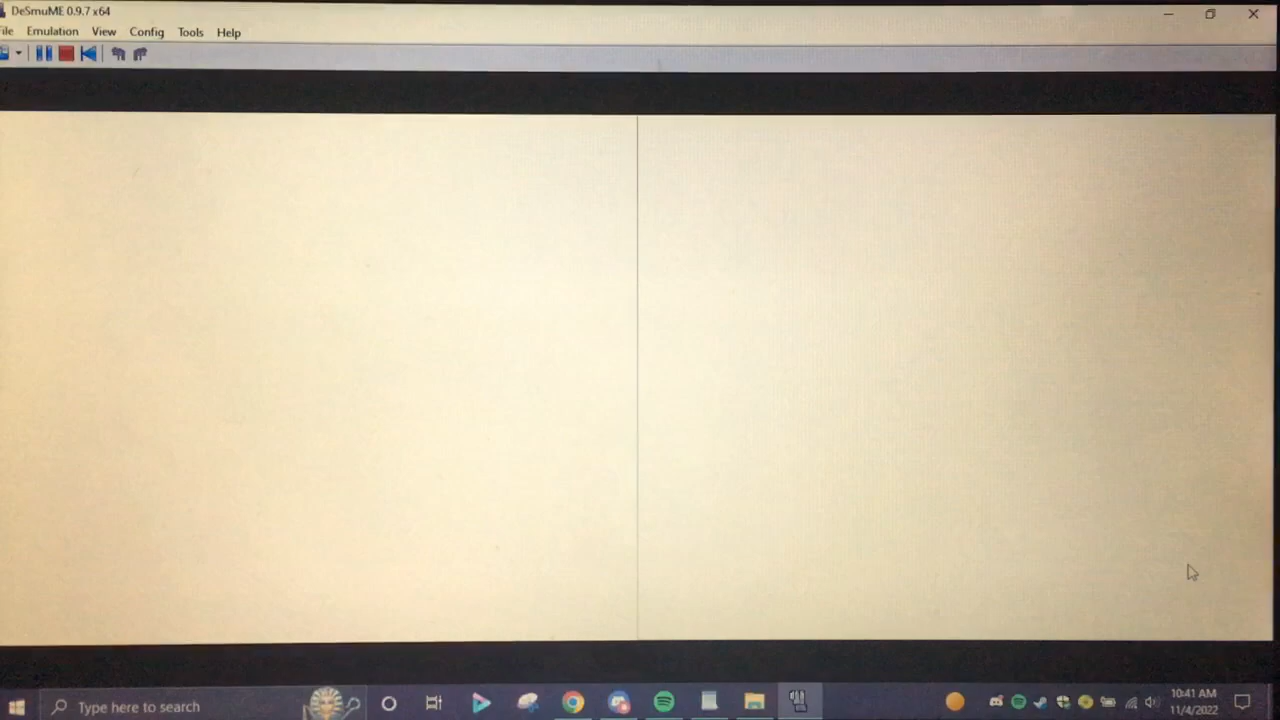 DeSmuME 0.9.7 x64
ile Emulation View Config Tools Help
Type here to search
10:41 AM
11/4/2022